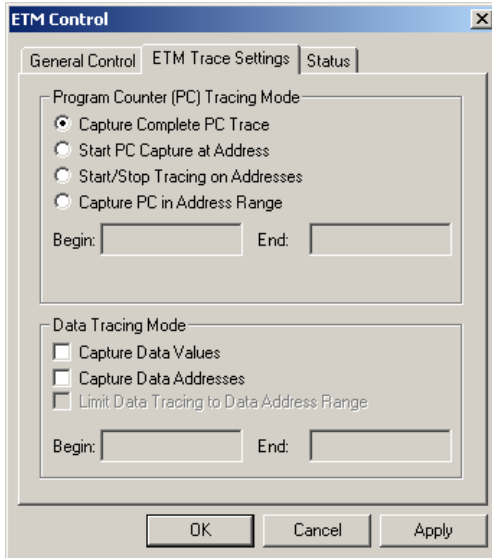 ETM Control
General Control ETM Trace Settings Status
Program Counter (PC) Tracing Mode
Capture Complete PC Trace
Start PC Capture at Address
Start/Stop Tracing on Addresses
Capture PC in Address Range
Begin: End:
Data Tracing Mode
Capture Data Values
Capture Data Addresses
Limit Data Tracing to Data Address Range
Begin: End:
OK Cancel Apply